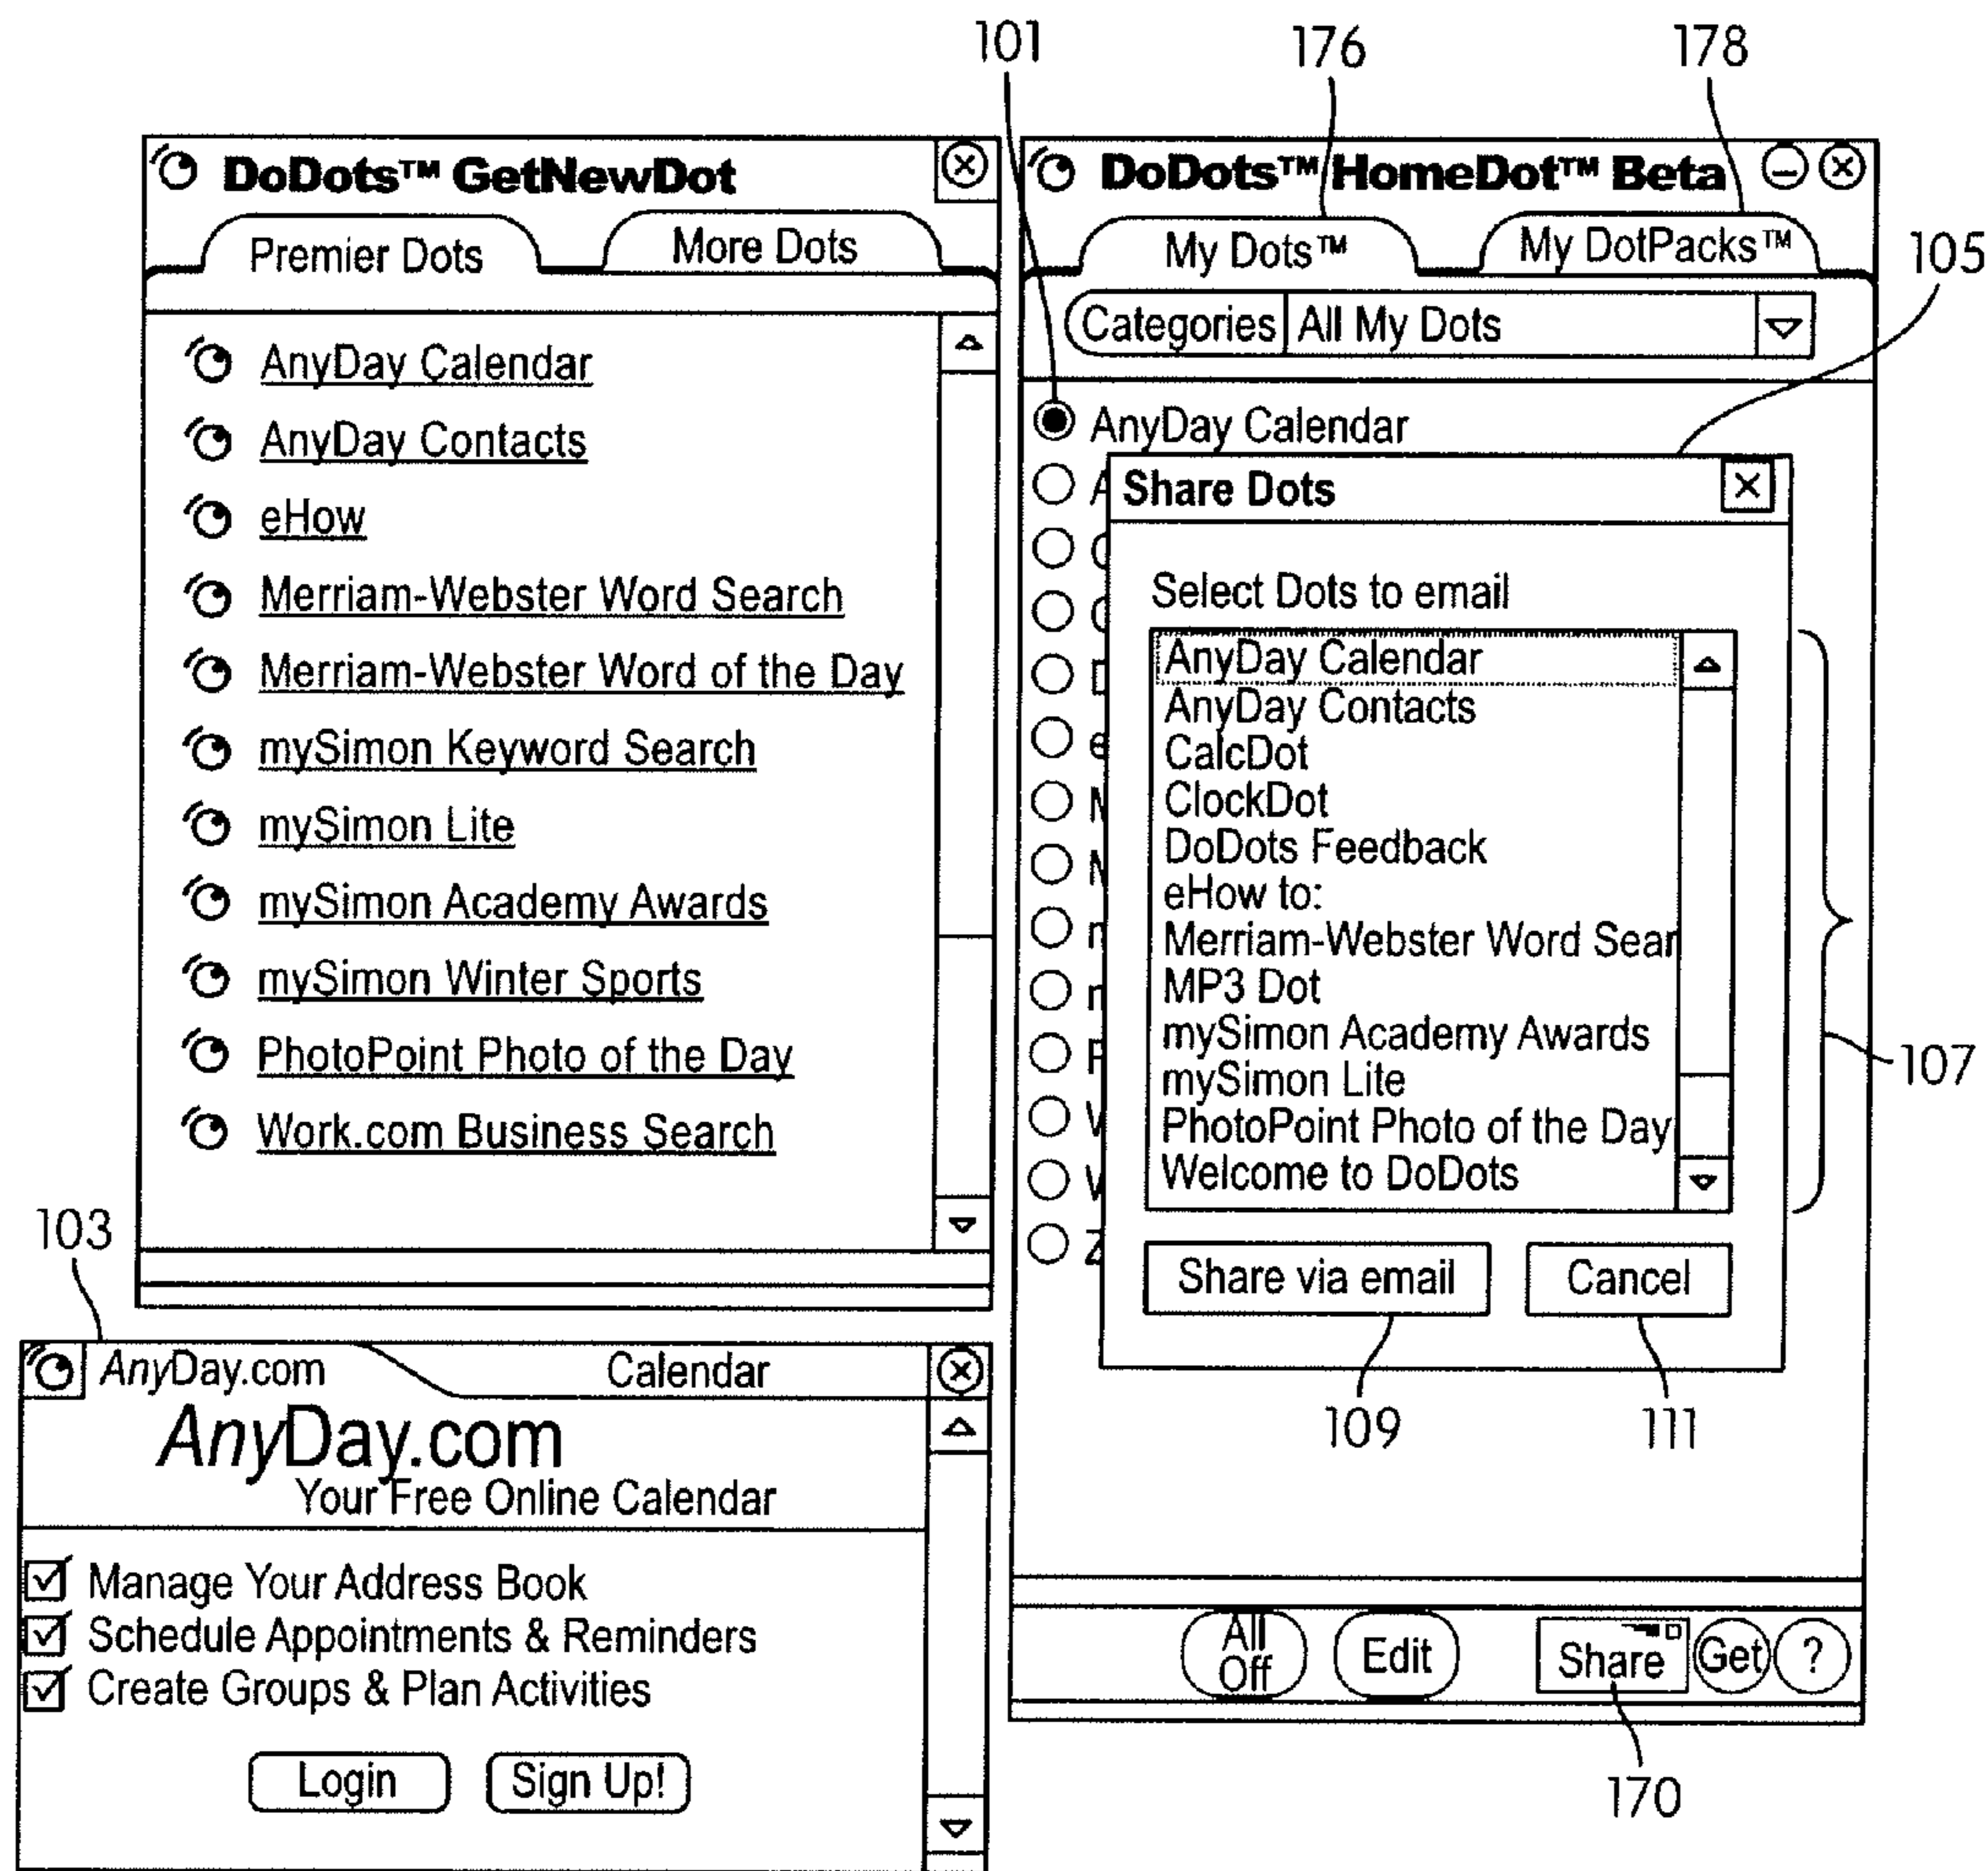 101
176
178
DoDots™ GetNewDot
Premier Dots
More Dots
AnyDay Calendar
AnyDay Contacts
eHow
Merriam-Webster Word Search
Merriam-Webster Word of the Day
mySimon Keyword Search
mySimon Lite
mySimon Academy Awards
mySimon Winter Sports
PhotoPoint Photo of the Day
Work.com Business Search
DoDots™ HomeDot™ Beta
My Dots™
My DotPacks™
105
Categories All My Dots
AnyDay Calendar
Share Dots
Select Dots to email
AnyDay Calendar
AnyDay Contacts
CalcDot
ClockDot
DoDots Feedback
eHow to:
Merriam-Webster Word Sear
MP3 Dot
mySimon Academy Awards
mySimon Lite
PhotoPoint Photo of the Day
Welcome to DoDots
107
Share via email
Cancel
109
111
All Off
Edit
Share
Get
?
170
103
AnyDay.com
Calendar
AnyDay.com
Your Free Online Calendar
Manage Your Address Book
Schedule Appointments & Reminders
Create Groups & Plan Activities
Login
Sign Up!